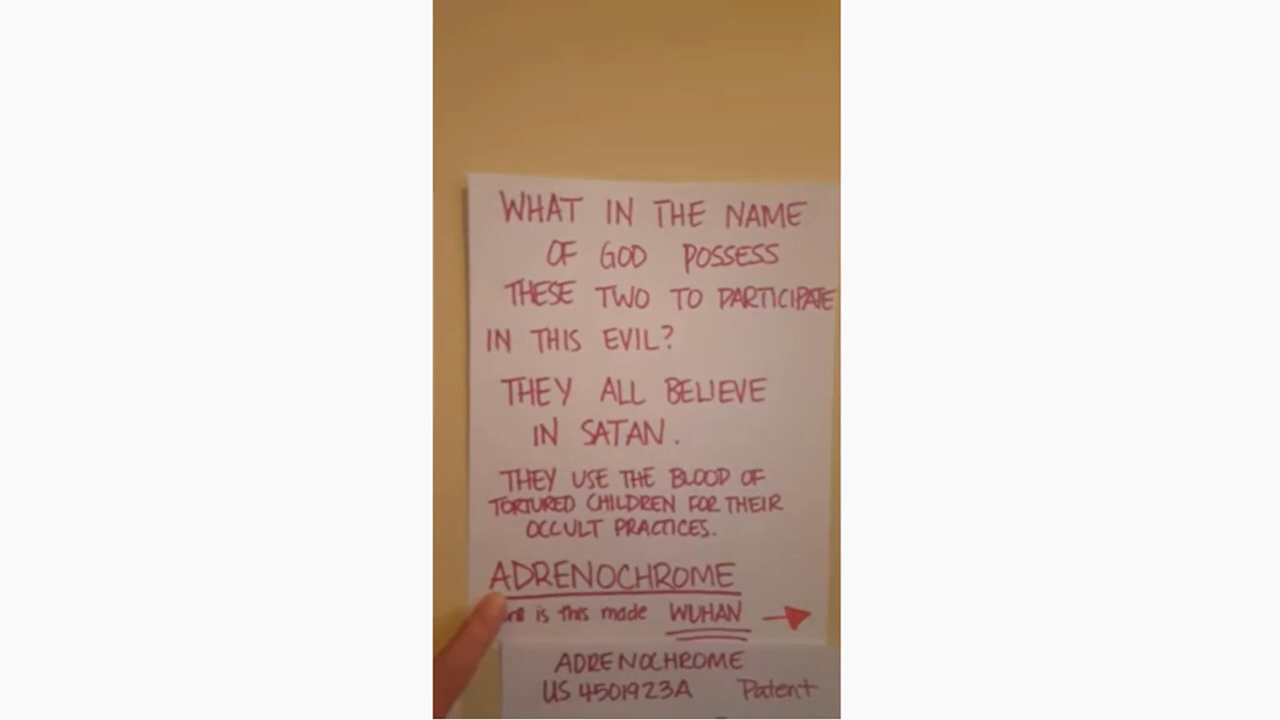 WHAT IN THE NAME
OF GOD POSSESS
THESE TWO TO PARTICIPATE
IN THIS EVIL?
THEY ALL BELIEVE
IN SATAN.
THEY USE THE BLOOD OF
TORTURED CHILDREN FOR THEIR
OCCULT PRACTICES.
ADRENOCHROME
is this made WUHAN
ADRENOCHROME
US 4501923A Patent